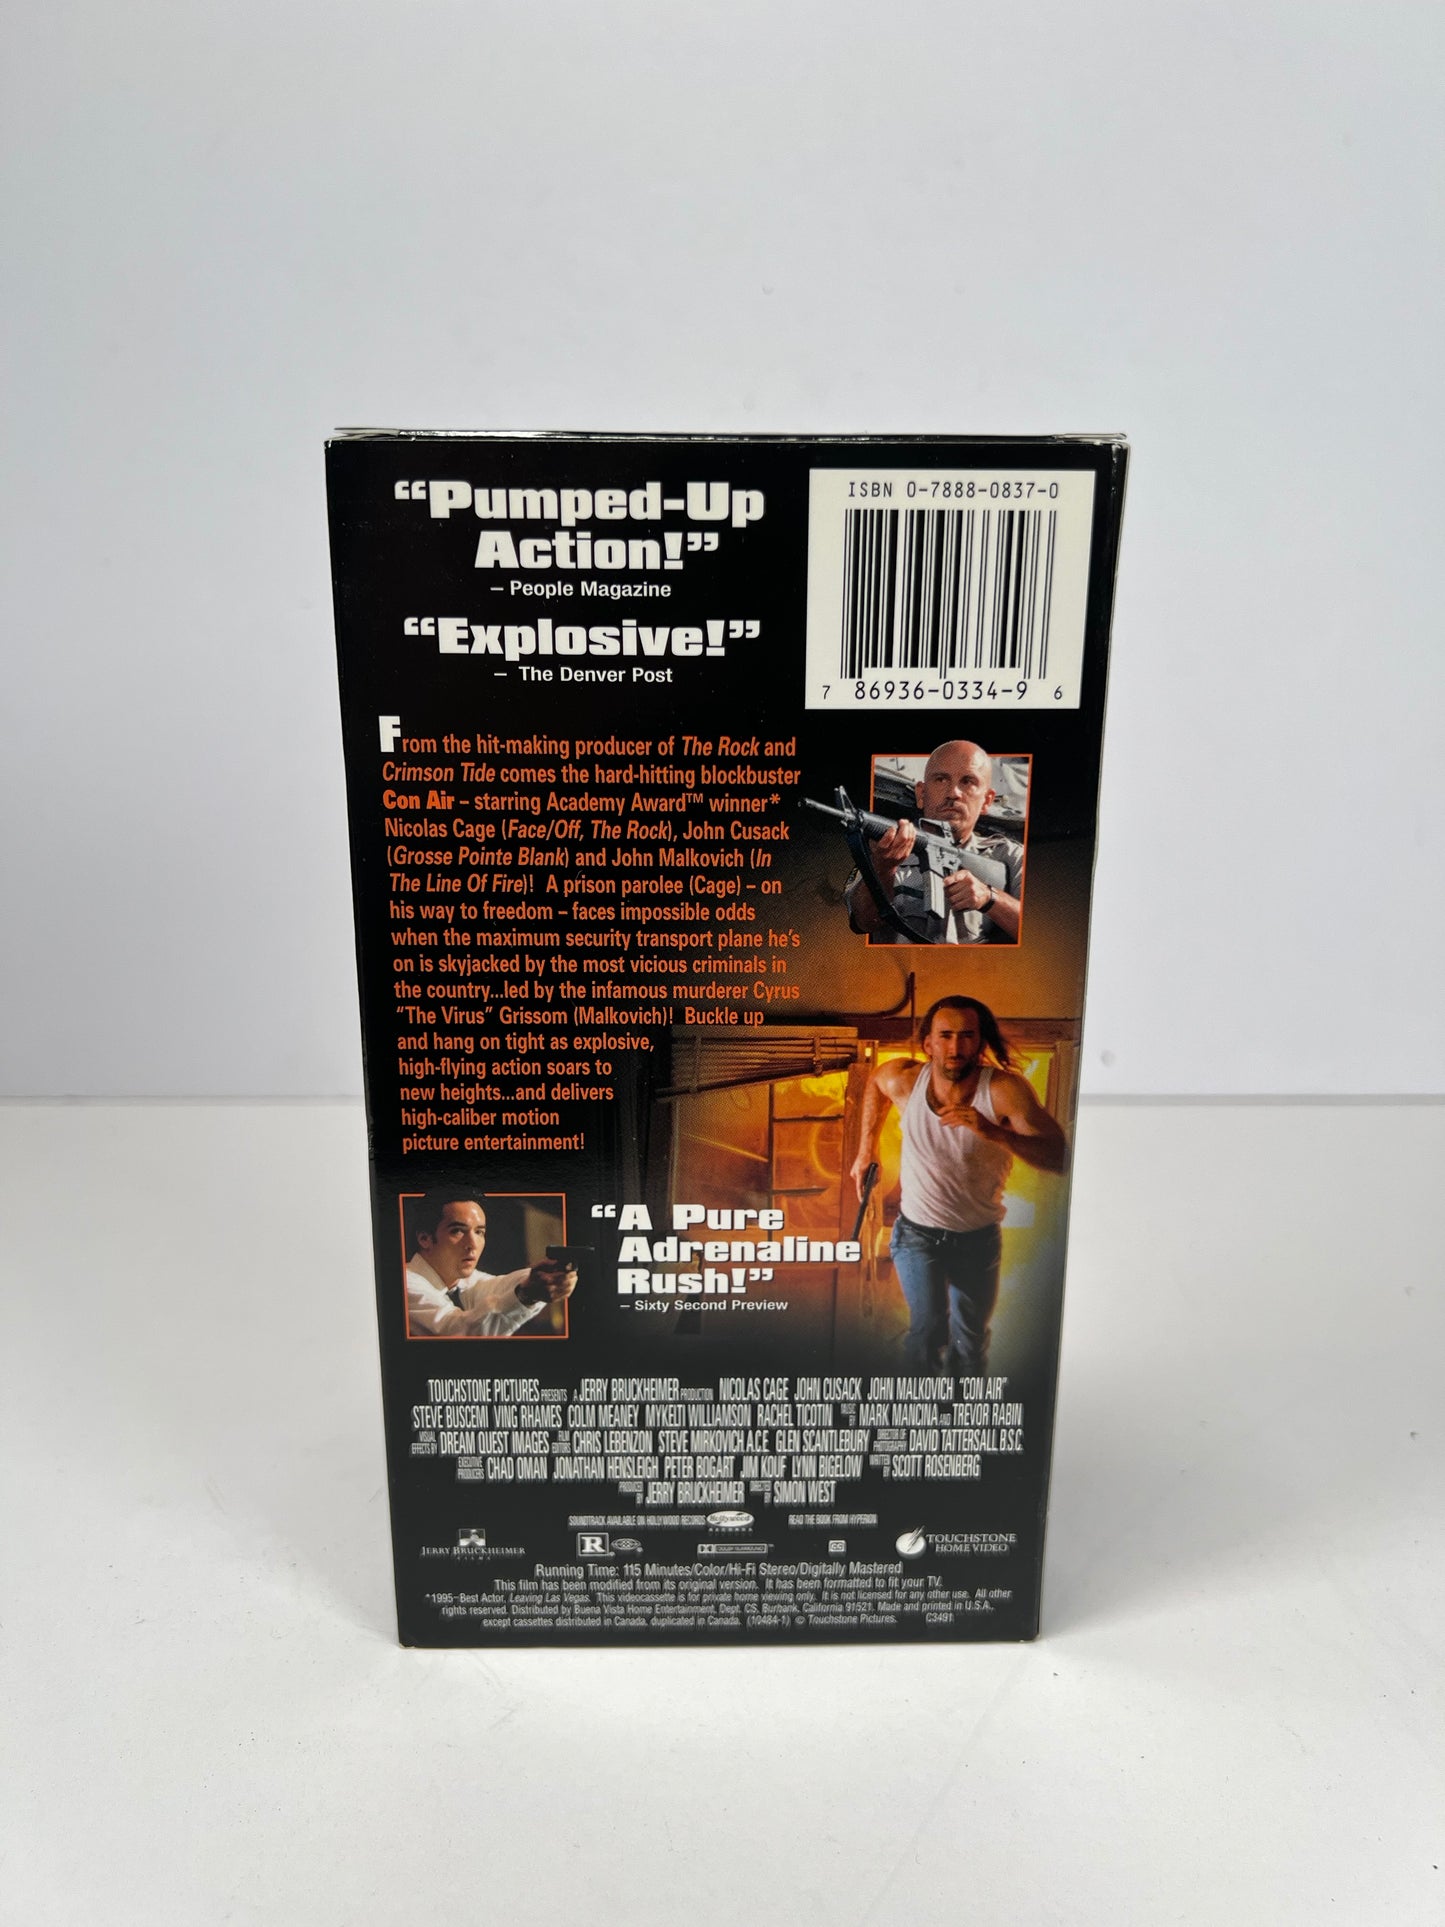 “Pumped-Up
Action!”
– People Magazine
“Explosive!”
– The Denver Post
ISBN 0-7888-0837-0
7 86936-0334-9 6
From the hit-making producer of The Rock and
Crimson Tide comes the hard-hitting blockbuster
Con Air – starring Academy Award™ winner*
Nicolas Cage (Face/Off, The Rock), John Cusack
(Grosse Pointe Blank) and John Malkovich (In
The Line Of Fire)! A prison parolee (Cage) – on
his way to freedom – faces impossible odds
when the maximum security transport plane he's
on is skyjacked by the most vicious criminals in
the country...led by the infamous murderer Cyrus
“The Virus” Grissom (Malkovich)! Buckle up
and hang on tight as explosive,
high-flying action soars to
new heights...and delivers
high-caliber motion
picture entertainment!
“A Pure
Adrenaline
Rush!”
– Sixty Second Preview
TOUCHSTONE PICTURES PRESENTS A JERRY BRUCKHEIMER PRODUCTION NICOLAS CAGE JOHN CUSACK JOHN MALKOVICH “CON AIR”
STEVE BUSCEMI VING RHAMES COLM MEANEY MYKELTI WILLIAMSON RACHEL TICOTIN MUSIC BY MARK MANCINA AND TREVOR RABIN
VISUAL EFFECTS BY DREAM QUEST IMAGES FILM EDITORS CHRIS LEBENZON STEVE MIRKOVICH A.C.E. GLEN SCANTLEBURY DIRECTOR OF PHOTOGRAPHY DAVID TATTERSALL B.S.C.
EXECUTIVE PRODUCERS CHAD OMAN JONATHAN HENSLEIGH PETER BOGART JIM KOUF LYNN BIGELOW WRITTEN BY SCOTT ROSENBERG
PRODUCED BY JERRY BRUCKHEIMER DIRECTED BY SIMON WEST
SOUNDTRACK AVAILABLE ON HOLLYWOOD RECORDS Hollywood RECORDS READ THE BOOK FROM HYPERION
JERRY BRUCKHEIMER FILMS R DOLBY SURROUND CC TOUCHSTONE HOME VIDEO
Running Time: 115 Minutes/Color/Hi-Fi Stereo/Digitally Mastered
This film has been modified from its original version. It has been formatted to fit your TV.
*1995–Best Actor, Leaving Las Vegas. This videocassette is for private home viewing only. It is not licensed for any other use. All other
rights reserved. Distributed by Buena Vista Home Entertainment, Dept. CS, Burbank, California 91521. Made and printed in U.S.A.,
except cassettes distributed in Canada, duplicated in Canada. (10484-1) © Touchstone Pictures. C3491